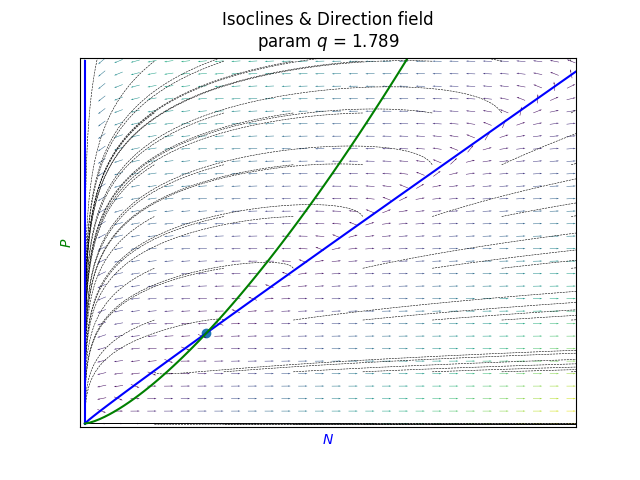 Isoclines & Direction field
param q = 1.789
P
N